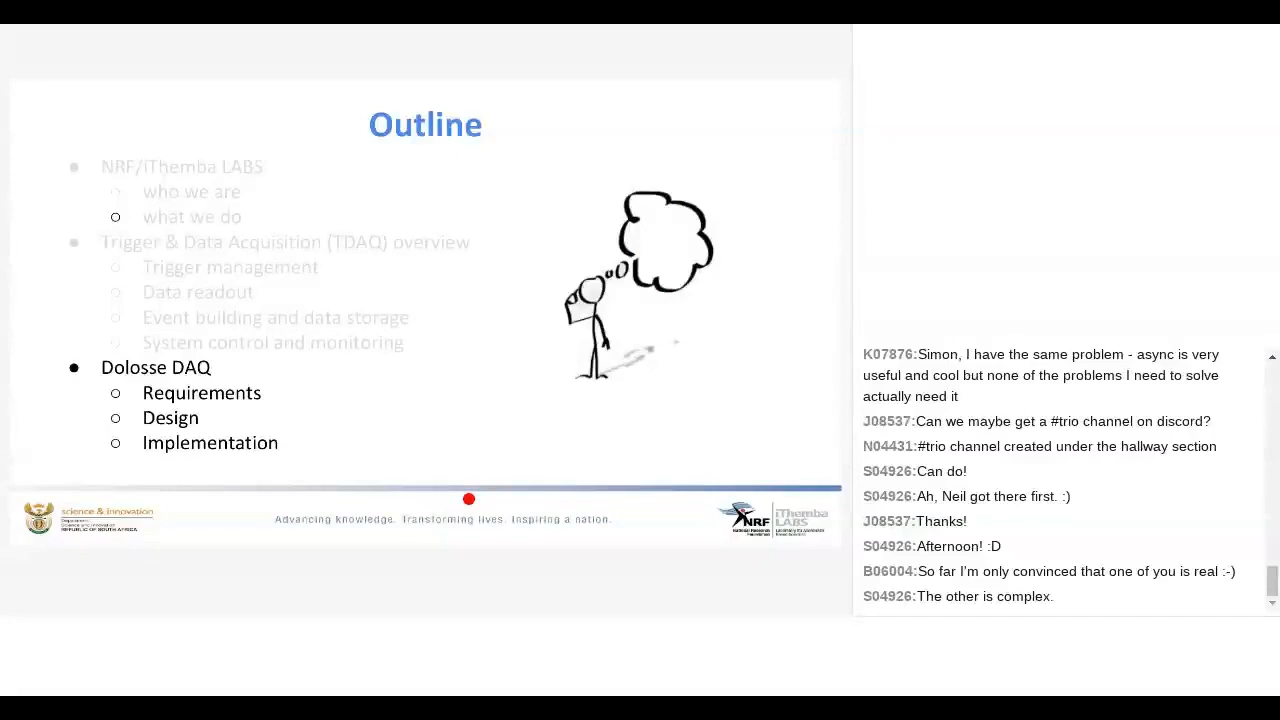 Outline
NRF/iThemba LABS
who we are
what we do
Trigger & Data Acquisition (TDAQ) overview
Trigger management
Data readout
Event building and data storage
System control and monitoring
Dolosse DAQ
Requirements
Design
Implementation
science & innovation
Department:
Science and Innovation
REPUBLIC OF SOUTH AFRICA
Advancing knowledge. Transforming lives. Inspiring a nation.
NRF
National Research
Foundation
iThemba
LABS
K07876:Simon, I have the same problem - async is very
useful and cool but none of the problems I need to solve
actually need it
J08537:Can we maybe get a #trio channel on discord?
N04431:#trio channel created under the hallway section
S04926:Can do!
S04926:Ah, Neil got there first. :)
J08537:Thanks!
S04926:Afternoon! :D
B06004:So far I'm only convinced that one of you is real :-)
S04926:The other is complex.